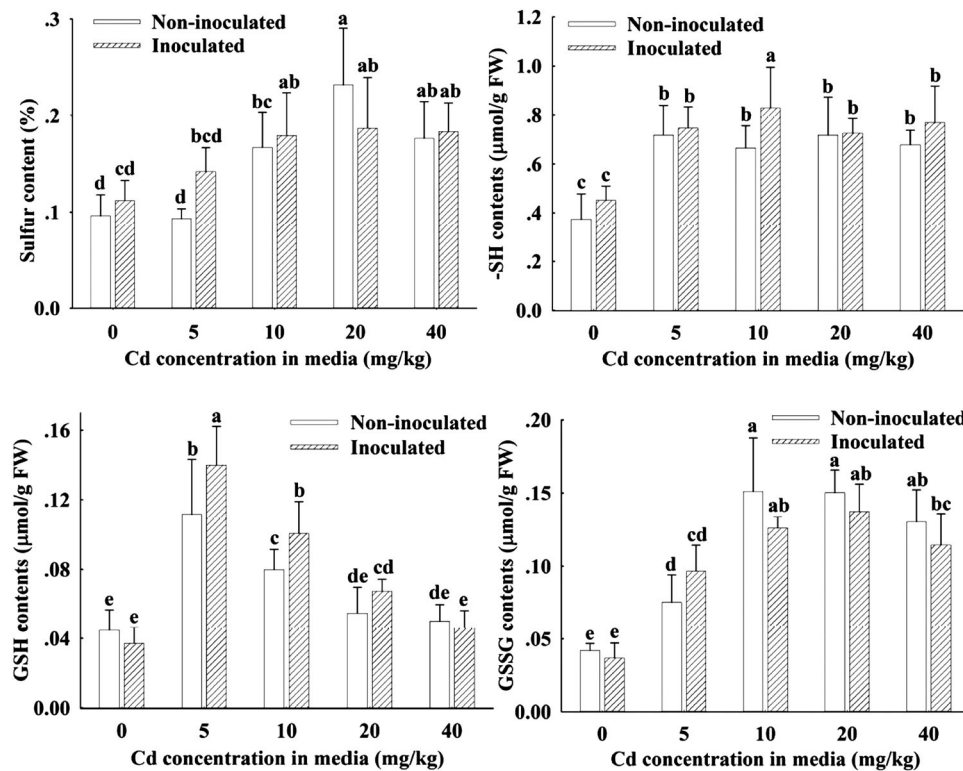 .3
.2
.1
0.0
Sulfur content (%)
Non-inoculated
Inoculated
d
cd
d
bcd
bc
ab
a
ab
ab
ab
0
5
10
20
40
Cd concentration in media (mg/kg)
1.2
1.0
.8
.6
.4
.2
0.0
-SH contents (μmol/g FW)
Non-inoculated
Inoculated
c
c
b
b
b
a
b
b
b
b
0
5
10
20
40
Cd concentration in media (mg/kg)
.16
.12
.08
.04
0.00
GSH contents (μmol/g FW)
Non-inoculated
Inoculated
e
e
b
a
c
b
de
cd
de
e
0
5
10
20
40
Cd concentration in media (mg/kg)
.20
.15
.10
.05
0.00
GSSG contents (μmol/g FW)
Non-inoculated
Inoculated
e
e
d
cd
a
ab
a
ab
ab
bc
0
5
10
20
40
Cd concentration in media (mg/kg)